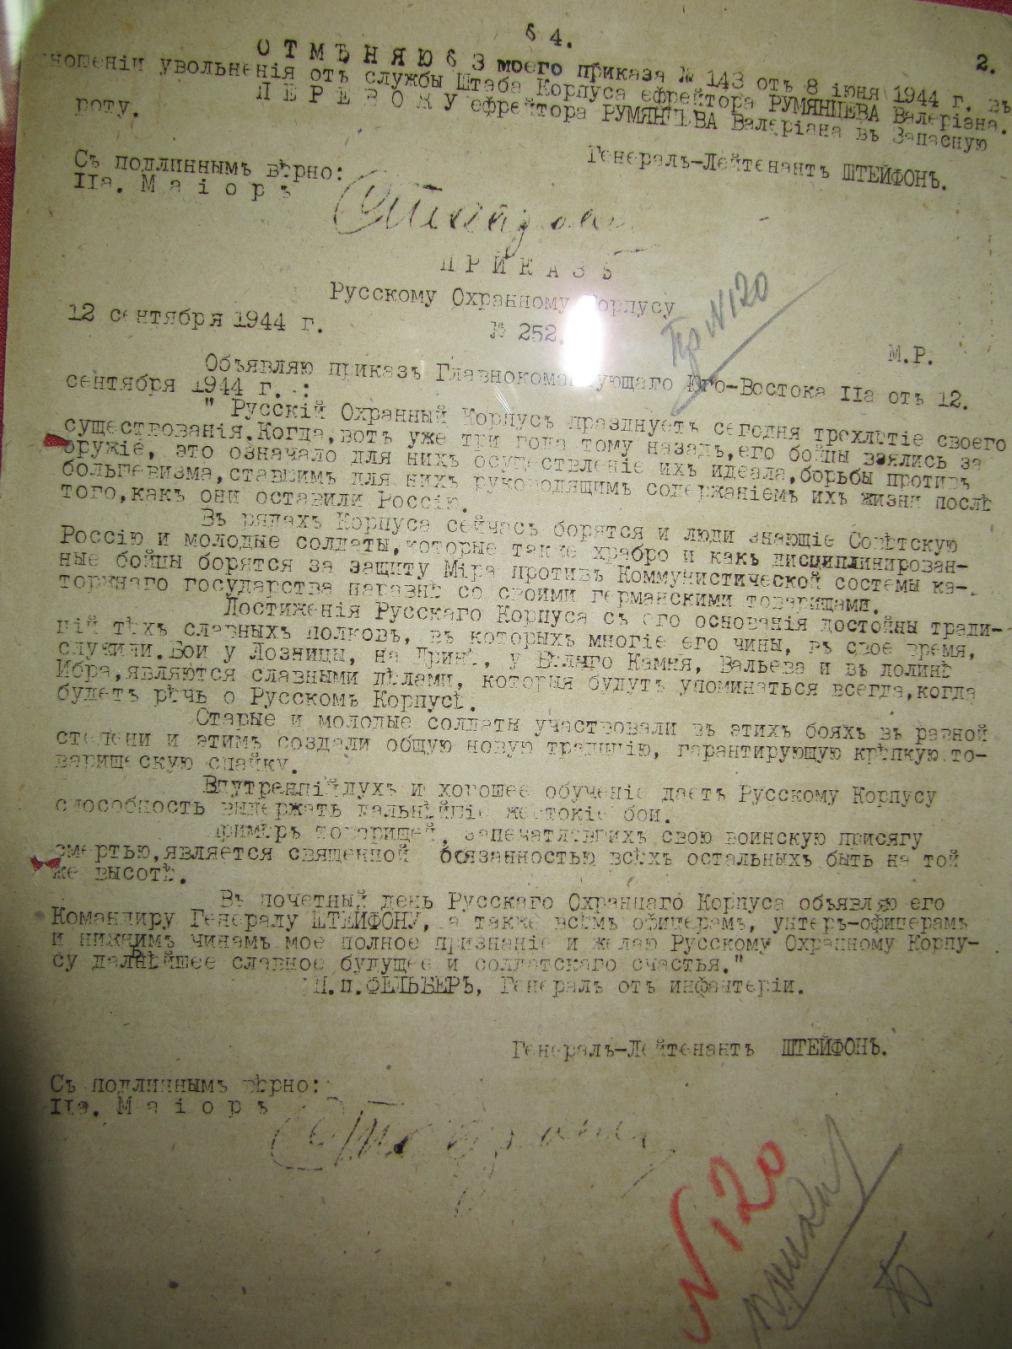 § 4.
2.
ОТМѢНЯЮ § 3 моего приказа № 143 отъ 8 іюня 1944 г. въ
ношеніи увольненія отъ службы Штаба Корпуса ефрейтора РУМЯНЦЕВА Валеріана.
ПЕРЕВОЖУ ефрейтора РУМЯНЦЕВА Валеріана въ Запасную
роту.
Генералъ-Лейтенантъ ШТЕЙФОНЪ.
Съ подлиннымъ вѣрно:
IIа. Маіоръ
ПРИКАЗЪ
Русскому Охранному Корпусу
Пр N 120
12 сентября 1944 г.
№ 252.
М.Р.
Объявляю приказъ Главнокомандующаго Юго-Востока IIа отъ 12.
сентября 1944 г. .:
" Русскій Охранный Корпусъ празднуетъ сегодня трехлѣтіе своего
существованія.Когда,вотъ уже три года тому назадъ,его бойцы взялись за
оружіе, это означало для нихъ осуществленіе ихъ идеала,борьбы противъ
большевизма,ставшимъ для нихъ руководящимъ содержаніемъ ихъ жизни послѣ
того,какъ они оставили Россію.
Въ рядахъ Корпуса сейчасъ борятся и люди знающіе Совѣтскую
Россію и молодые солдаты,которые также храбро и какъ дисциплинирован-
ные бойцы борятся за защиту Міра противъ Коммунистической состемы ка-
торжнаго государства наравнѣ со своими германскими товарищами.
Достиженія Русскаго Корпуса съ его основанія достойны тради-
цій тѣхъ славныхъ полковъ, въ которыхъ многіе его чины, въ свое время,
служили.Бои у Лозницы, на Дринѣ, у Бѣлаго Камня, Вальева и въ долинѣ
Ибра,являются славными дѣлами, которыя будутъ упоминаться всегда,когда
будетъ рѣчь о Русскомъ Корпусѣ.
Старые и молодые солдаты участвовали въ этихъ бояхъ въ равной
степени и этимъ создали общую новую традицію, гарантирующую крѣпкую то-
варищескую спайку.
Внутренній духъ и хорошее обученіе даетъ Русскому Корпусу
способность выдержать дальнѣйшіе жестокіе бои.
Примѣръ товарищей, запечатлѣвшихъ свою воинскую присягу
смертью,является священной обязанностью всѣхъ остальныхъ быть на той
же высотѣ.
Въ почетный день Русскаго Охраннаго Корпуса объявляю его
Командиру Генералу ШТЕЙФОНУ, а также всѣмъ офицерамъ, унтеръ-офицерамъ
и нижнимъ чинамъ мое полное признаніе и желаю Русскому Охранному Корпу-
су дальнѣйшее славное будущее и солдатскаго счастья."
П.п.ФЕЛЬБЕРЪ, Генералъ отъ инфантеріи.
Генералъ-Лейтенантъ ШТЕЙФОНЪ.
Съ подлиннымъ вѣрно:
IIа. Маіоръ
N 120